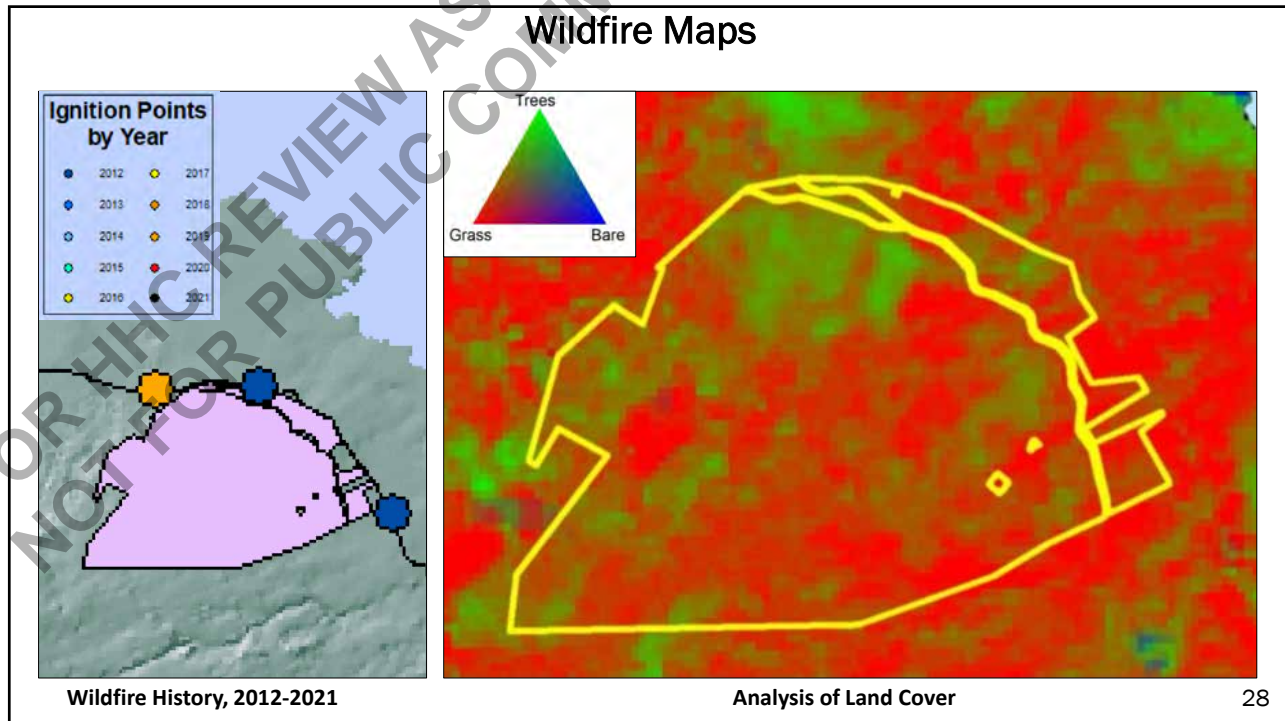 Wildfire Maps
FOR HHC REVIEW AS
NOT FOR PUBLIC COMM
Ignition Points
by Year
2012 2017
2013 2018
2014 2019
2015 2020
2016 2021
Trees
Grass Bare
Wildfire History, 2012-2021
Analysis of Land Cover
28